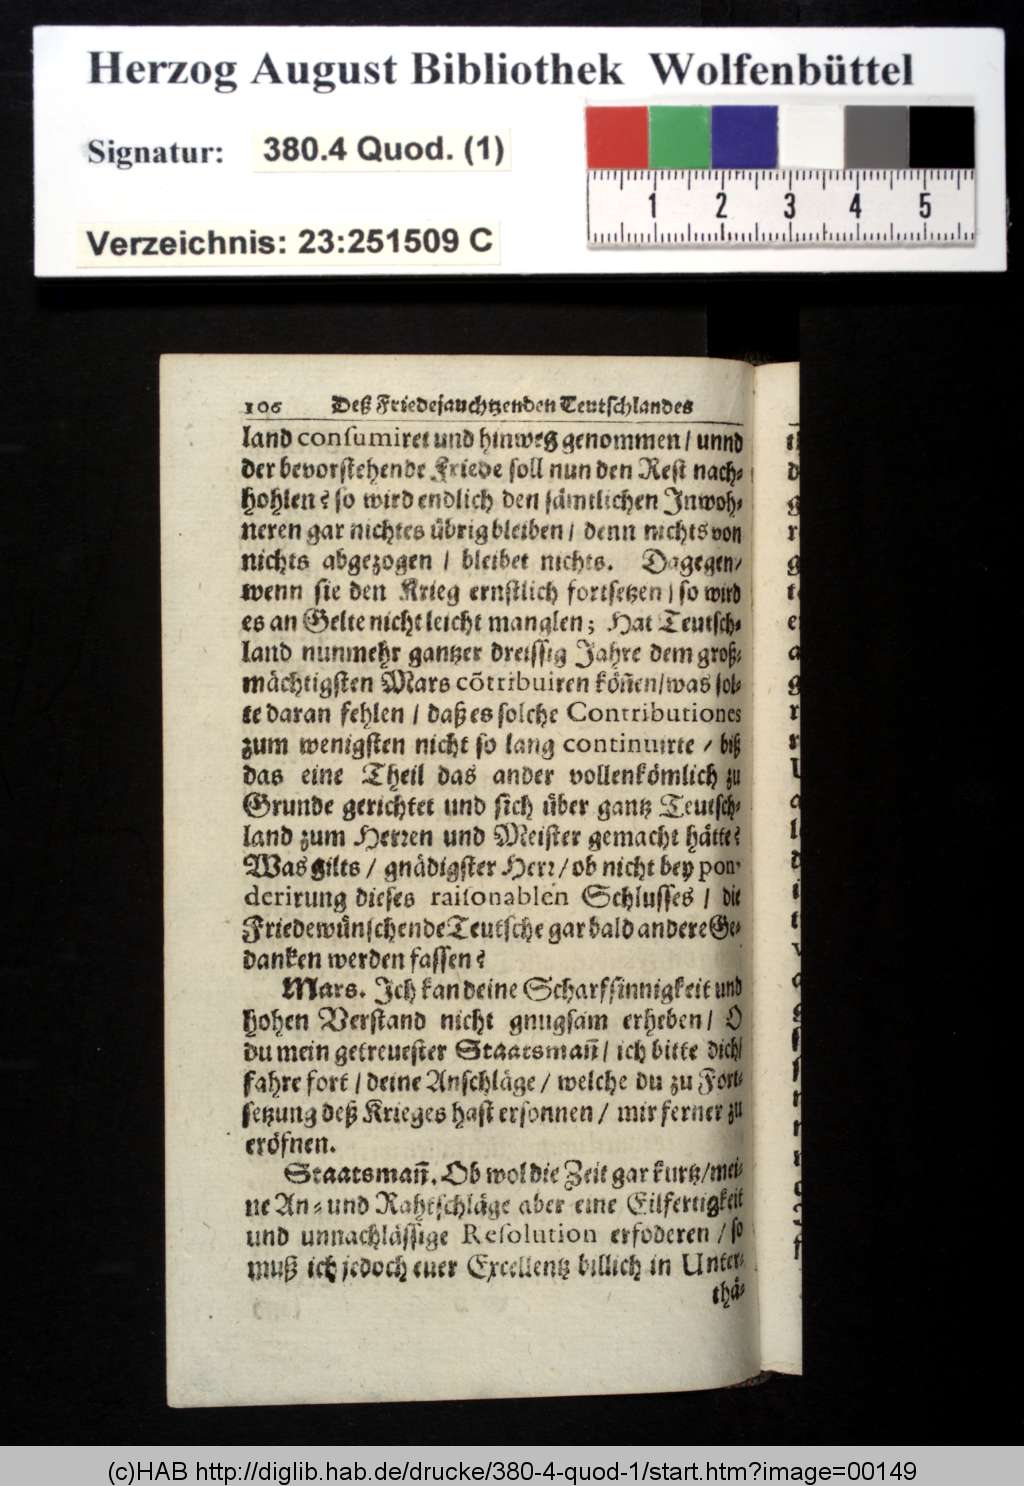 Herzog August Bibliothek Wolfenbüttel
Signatur: 380.4 Quod. (1)
1 2 3 4 5
Verzeichnis: 23:251509 C
106 Deß Friedejauchtzenden Teutschlandes
land consumiret und hinweg genommen / unnd
der bevorstehende Friede soll nun den Rest nach-
hohlen? so wird endlich den sämtlichen Inwoh-
neren gar nichtes übrig bleiben / denn nichts von
nichts abgezogen / bleibet nichts. Dagegen/
wenn sie den Krieg ernstlich fortsetzen / so wird
es an Gelte nicht leicht manglen; Hat Teutsch-
land nunmehr gantzer dreissig Jahre dem groß-
mächtigsten Mars cõtribuiren köñen/was sol-
te daran fehlen / daß es solche Contributiones
zum wenigsten nicht so lang continuirte / biß
das eine Theil das ander vollenkömlich zu
Grunde gerichtet und sich über gantz Teutsch-
land zum Herren und Meister gemacht hätte?
Was gilts / gnädigster Herr / ob nicht bey pon-
derirung dieses raisonablen Schlusses / die
Friedewünschende Teutsche gar bald andere Ge-
danken werden fassen?
Mars. Ich kan deine Scharfsinnigkeit und
hohen Verstand nicht gnugsam erheben / O
du mein getreuester Staatsmañ / ich bitte dich/
fahre fort / deine Anschläge / welche du zu Fort-
setzung deß Krieges hast ersonnen / mir ferner zu
eröfnen.
Staatsmañ. Ob wol die Zeit gar kurtz/mei-
ne An- und Rahtschläge aber eine Eilfertigkeit
und unnachlässige Resolution erfoderen / so
muß ich jedoch euer Excellentz billich in Unter-
thä-
(c)HAB http://diglib.hab.de/drucke/380-4-quod-1/start.htm?image=00149